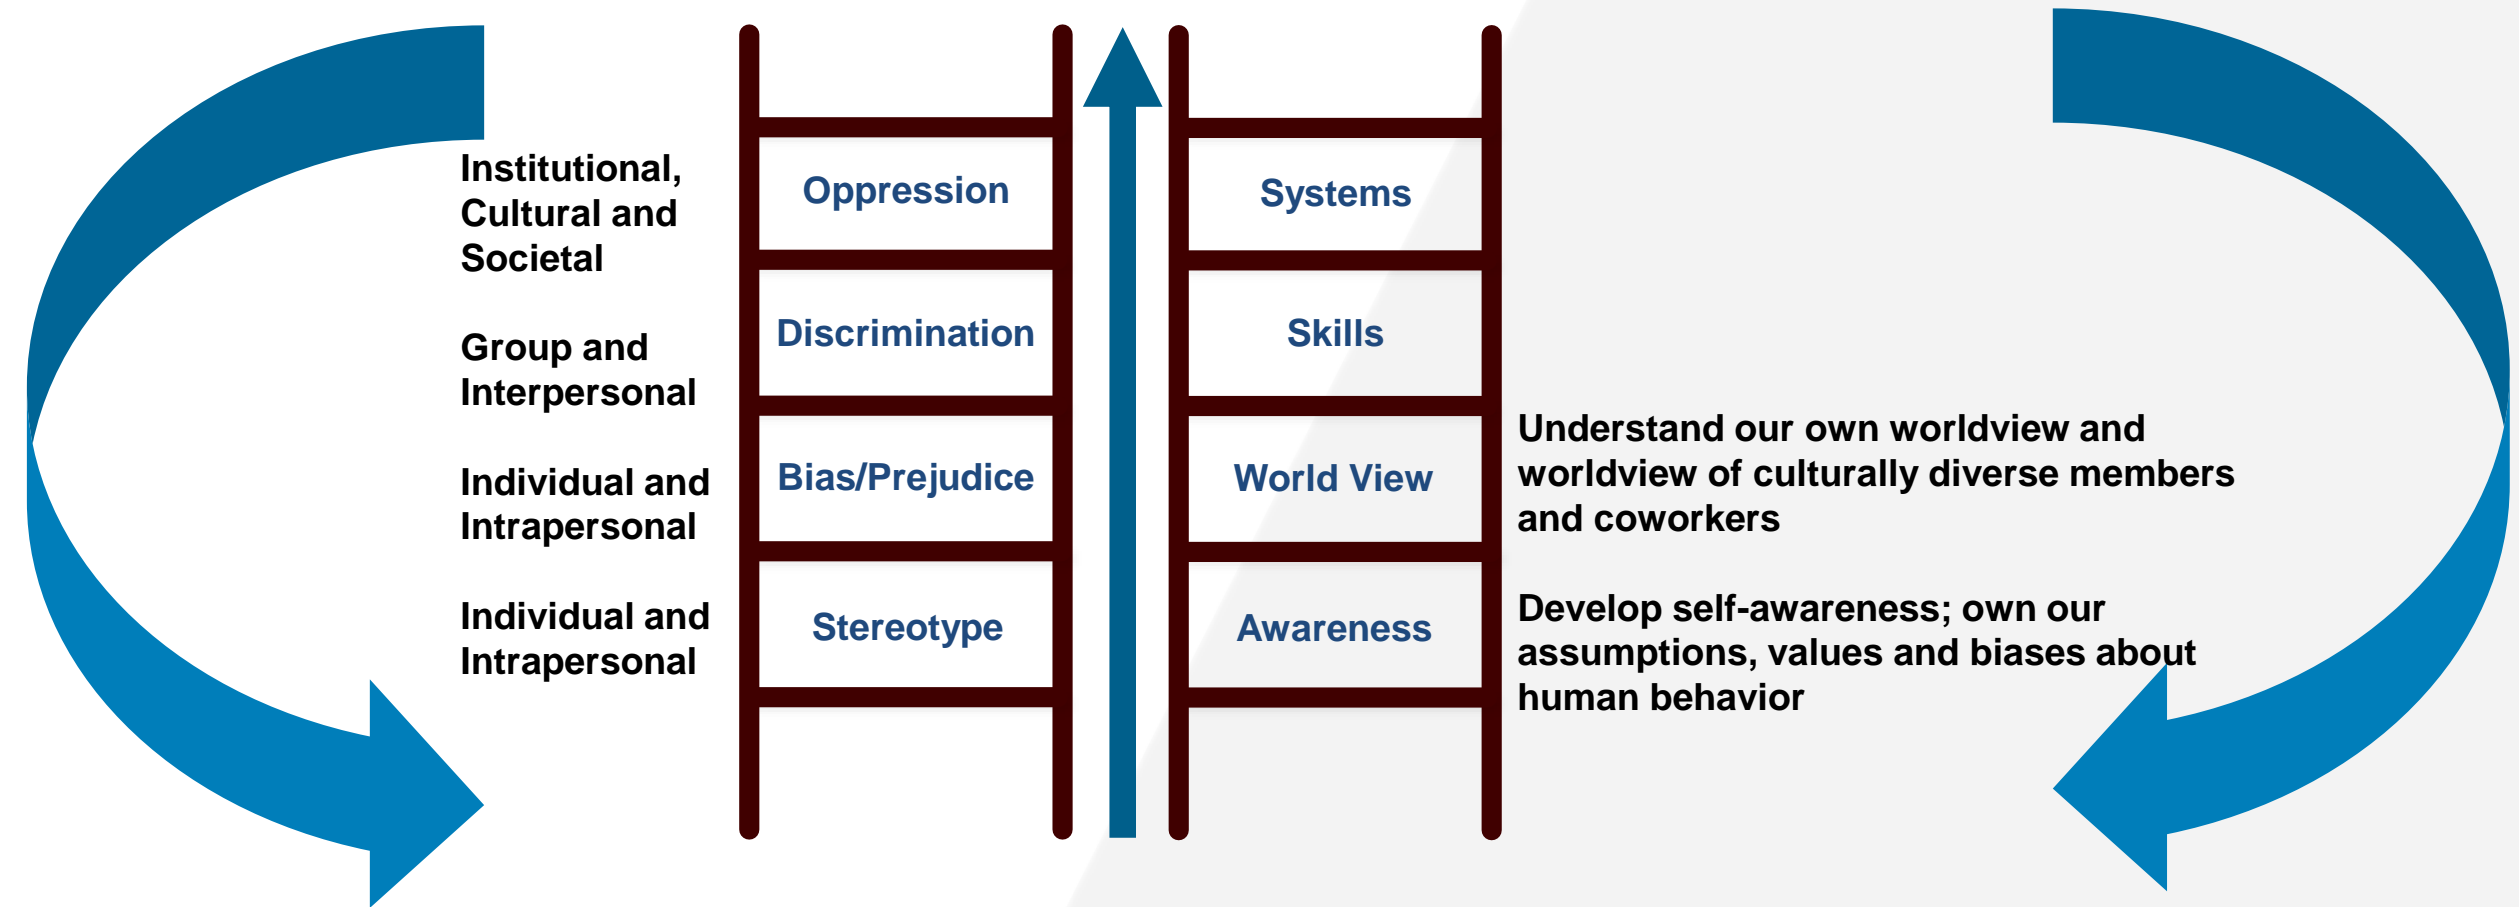 Institutional,
Cultural and
Societal
Group and
Interpersonal
Individual and
Intrapersonal
Individual and
Intrapersonal
Oppression
Discrimination
Bias/Prejudice
Stereotype
Systems
Skills
World View
Awareness
Understand our own worldview and
worldview of culturally diverse members
and coworkers
Develop self-awareness; own our
assumptions, values and biases about
human behavior